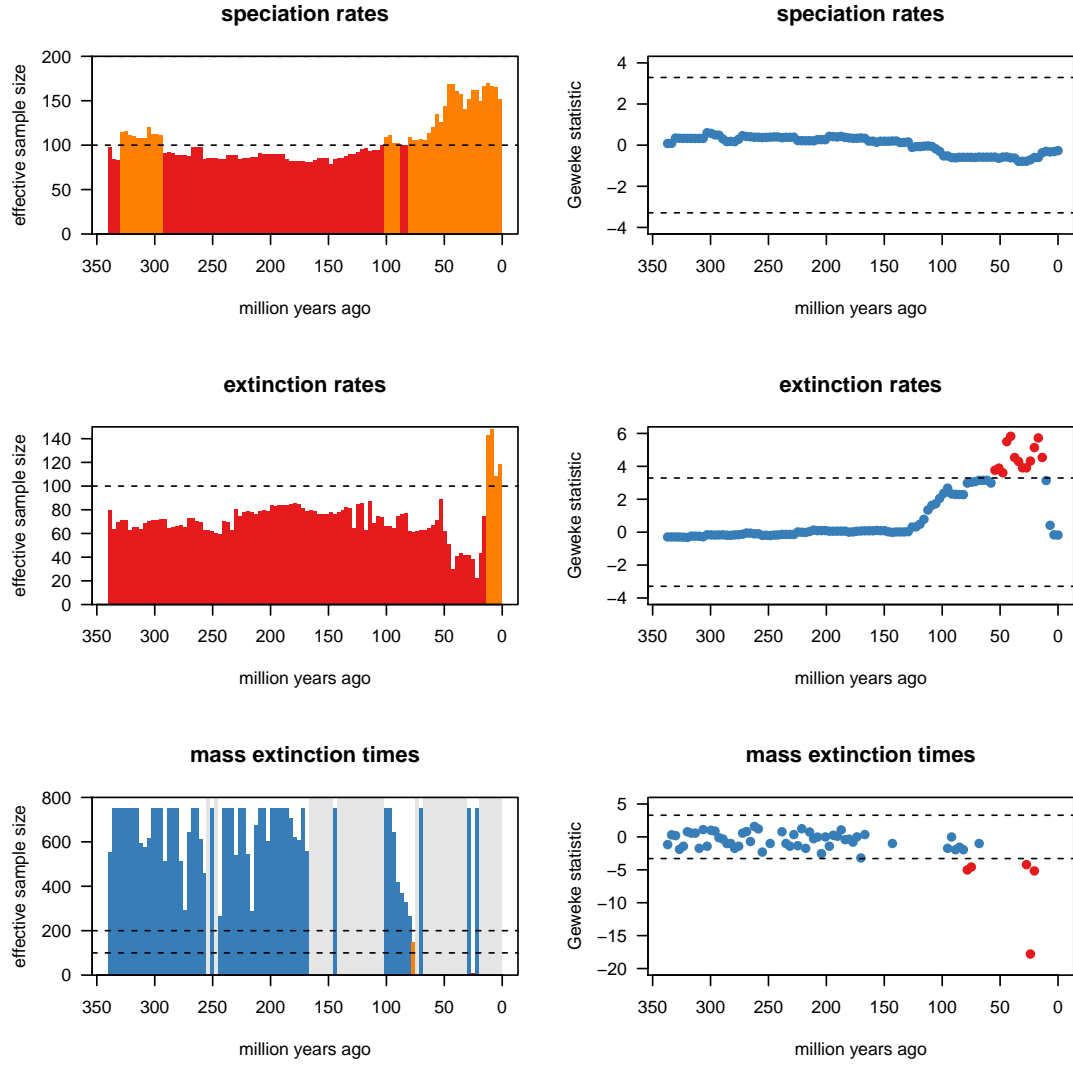 speciation rates
effective sample size
200
150
100
50
0
350 300 250 200 150 100 50 0
million years ago
speciation rates
Geweke statistic
4
2
0
−2
−4
350 300 250 200 150 100 50 0
million years ago
extinction rates
effective sample size
140
120
100
80
60
40
20
0
350 300 250 200 150 100 50 0
million years ago
extinction rates
Geweke statistic
6
4
2
0
−2
−4
350 300 250 200 150 100 50 0
million years ago
mass extinction times
effective sample size
800
600
400
200
0
350 300 250 200 150 100 50 0
million years ago
mass extinction times
Geweke statistic
5
0
−5
−10
−15
−20
350 300 250 200 150 100 50 0
million years ago